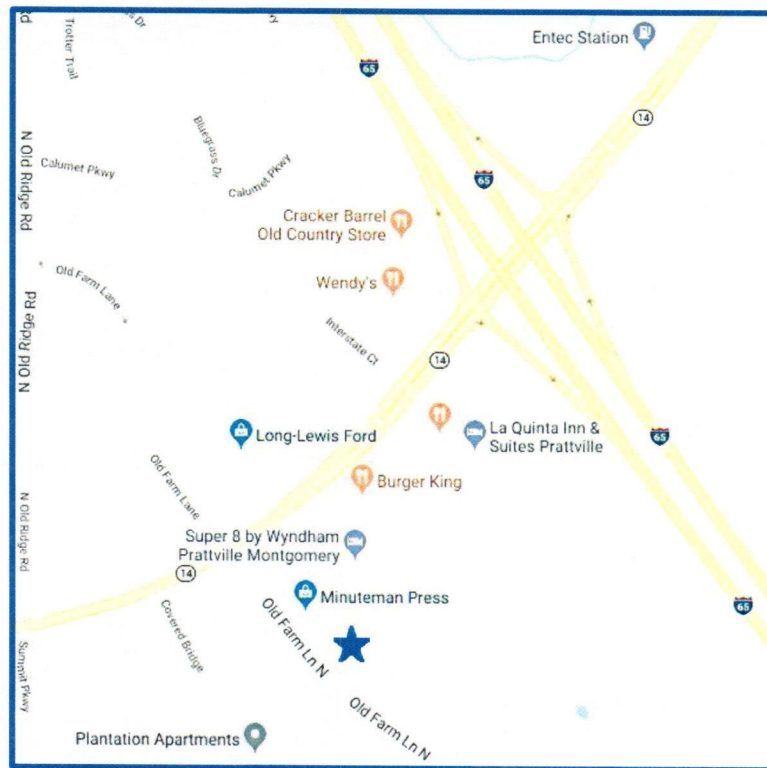 Trotter Trail
Entec Station
65
14
Bluegrass Dr
N Old Ridge Rd
Calumet Pkwy
Calumet Pkwy
65
Cracker Barrel
Old Country Store
Wendy's
Old Farm Lane
N Old Ridge Rd
Interstate Ct
14
Long-Lewis Ford
La Quinta Inn &
Suites Prattville
65
Old Farm Lane
Burger King
N Old Ridge Rd
Super 8 by Wyndham
Prattville Montgomery
14
Minuteman Press
65
Covered Bridge
Old Farm Ln N
Summit Pkwy
Old Farm Ln N
Plantation Apartments